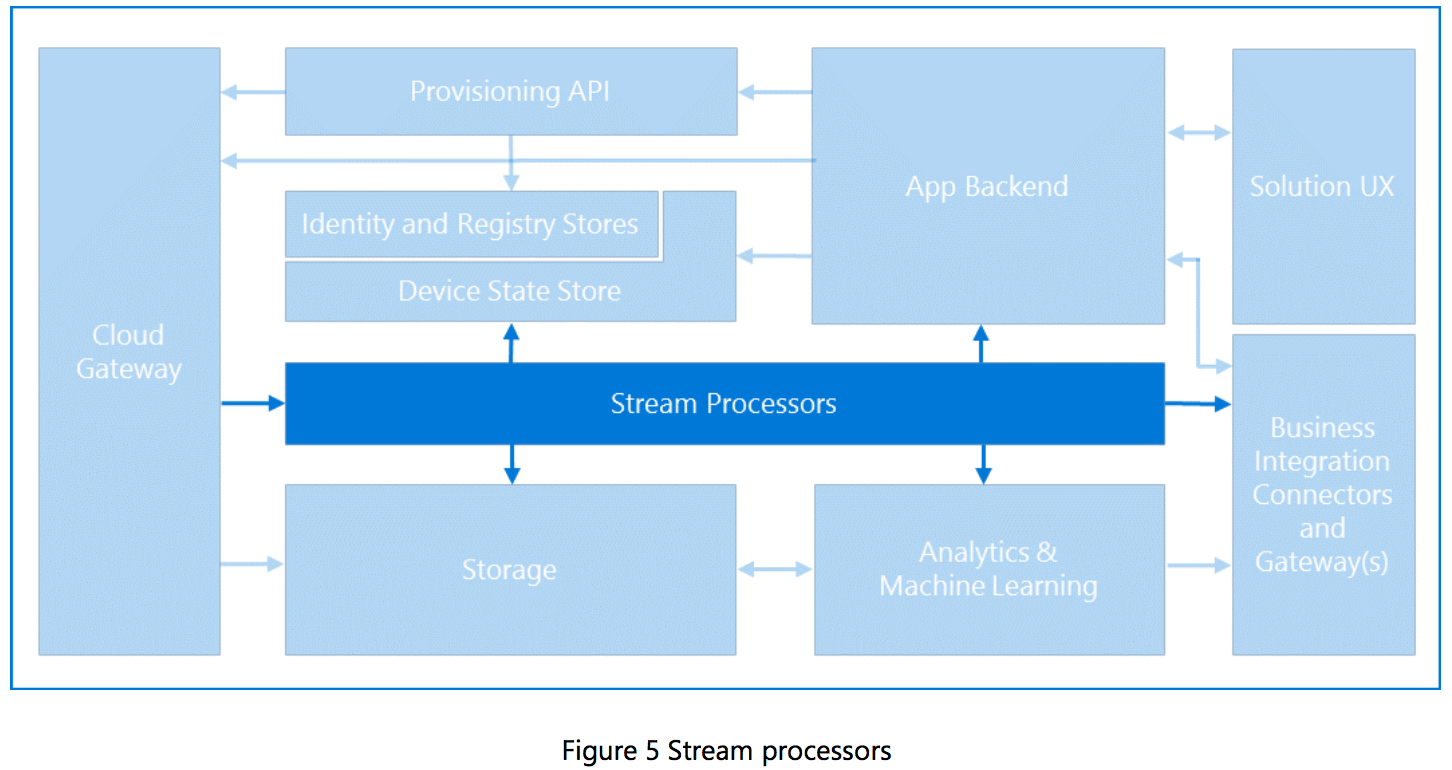 Provisioning API
App Backend
Solution UX
Identity and Registry Stores
Device State Store
Cloud
Gateway
Stream Processors
Business
Integration
Connectors
and
Gateway(s)
Storage
Analytics &
Machine Learning
Figure 5 Stream processors